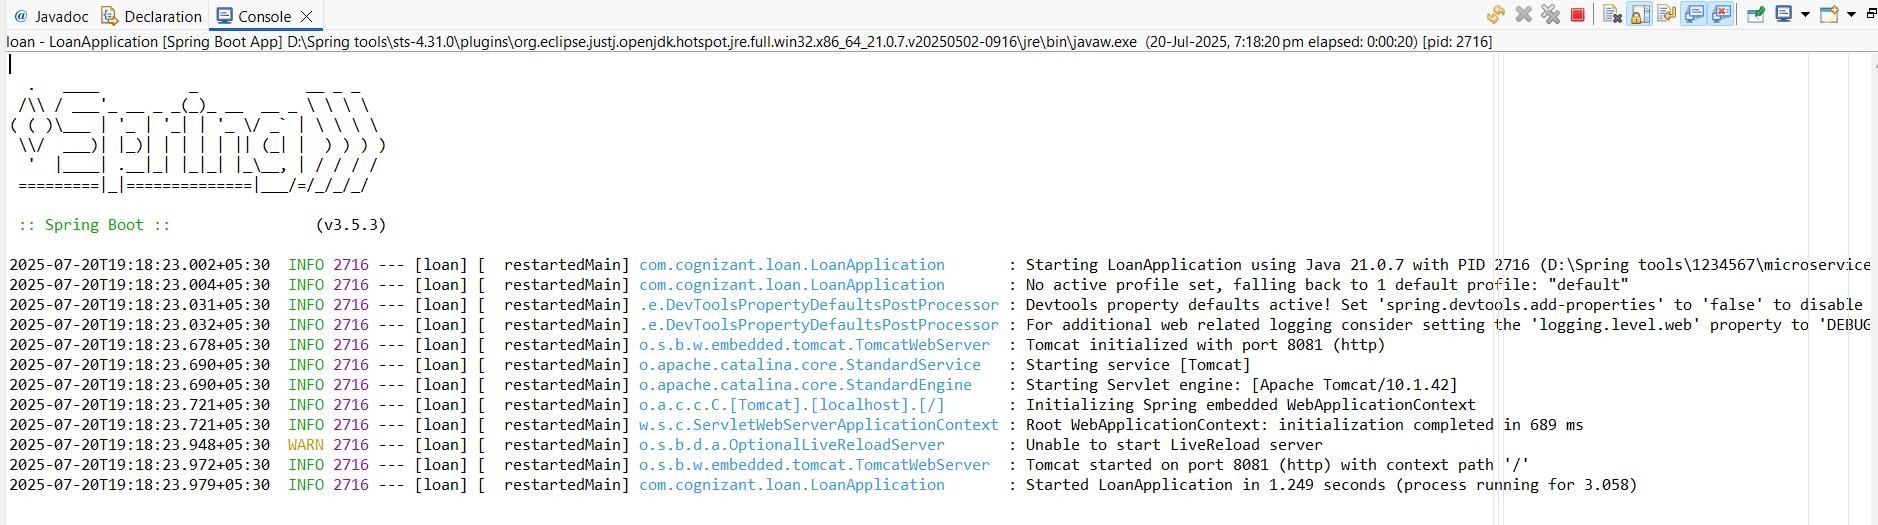 @ Javadoc Declaration Console
loan - LoanApplication [Spring Boot App] D:\Spring tools\sts-4.31.0\plugins\org.eclipse.justj.openjdk.hotspot.jre.full.win32.x86_64_21.0.7.v20250502-0916\jre\bin\javaw.exe (20-Jul-2025, 7:18:20 pm elapsed: 0:00:20) [pid: 2716]
  .   ____          _            __ _ _
 /\\ / ___'_ __ _ _(_)_ __  __ _ \ \ \ \
( ( )\___ | '_ | '_| | '_ \/ _` | \ \ \ \
 \\/  ___)| |_)| | | | | || (_| |  ) ) ) )
  '  |____| .__|_| |_|_| |_\__, | / / / /
 =========|_|==============|___/=/_/_/_/
 :: Spring Boot ::                (v3.5.3)
2025-07-20T19:18:23.002+05:30  INFO 2716 --- [loan] [  restartedMain] com.cognizant.loan.LoanApplication       : Starting LoanApplication using Java 21.0.7 with PID 2716 (D:\Spring tools\1234567\microservice
2025-07-20T19:18:23.004+05:30  INFO 2716 --- [loan] [  restartedMain] com.cognizant.loan.LoanApplication       : No active profile set, falling back to 1 default profile: "default"
2025-07-20T19:18:23.031+05:30  INFO 2716 --- [loan] [  restartedMain] .e.DevToolsPropertyDefaultsPostProcessor : Devtools property defaults active! Set 'spring.devtools.add-properties' to 'false' to disable
2025-07-20T19:18:23.032+05:30  INFO 2716 --- [loan] [  restartedMain] .e.DevToolsPropertyDefaultsPostProcessor : For additional web related logging consider setting the 'logging.level.web' property to 'DEBUG
2025-07-20T19:18:23.678+05:30  INFO 2716 --- [loan] [  restartedMain] o.s.b.w.embedded.tomcat.TomcatWebServer  : Tomcat initialized with port 8081 (http)
2025-07-20T19:18:23.690+05:30  INFO 2716 --- [loan] [  restartedMain] o.apache.catalina.core.StandardService   : Starting service [Tomcat]
2025-07-20T19:18:23.690+05:30  INFO 2716 --- [loan] [  restartedMain] o.apache.catalina.core.StandardEngine    : Starting Servlet engine: [Apache Tomcat/10.1.42]
2025-07-20T19:18:23.721+05:30  INFO 2716 --- [loan] [  restartedMain] o.a.c.c.C.[Tomcat].[localhost].[/]       : Initializing Spring embedded WebApplicationContext
2025-07-20T19:18:23.721+05:30  INFO 2716 --- [loan] [  restartedMain] w.s.c.ServletWebServerApplicationContext : Root WebApplicationContext: initialization completed in 689 ms
2025-07-20T19:18:23.948+05:30  WARN 2716 --- [loan] [  restartedMain] o.s.b.d.a.OptionalLiveReloadServer       : Unable to start LiveReload server
2025-07-20T19:18:23.972+05:30  INFO 2716 --- [loan] [  restartedMain] o.s.b.w.embedded.tomcat.TomcatWebServer  : Tomcat started on port 8081 (http) with context path '/'
2025-07-20T19:18:23.979+05:30  INFO 2716 --- [loan] [  restartedMain] com.cognizant.loan.LoanApplication       : Started LoanApplication in 1.249 seconds (process running for 3.058)